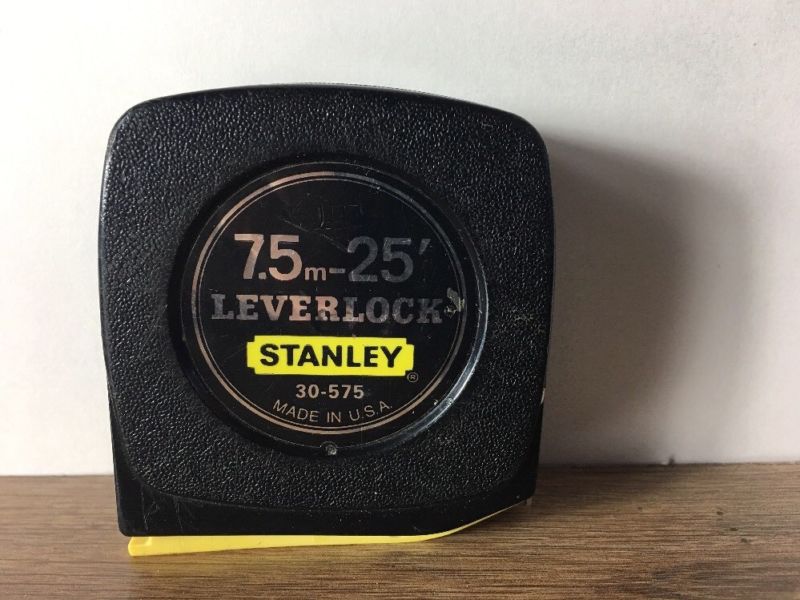 7.5m-25'
LEVERLOCK
STANLEY
®
30-575
MADE IN U.S.A.